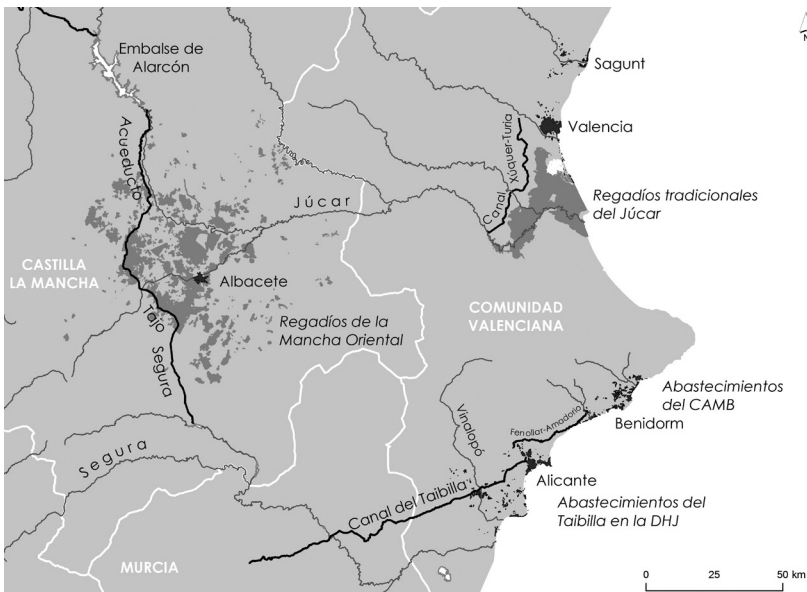 Embalse de
Alarcón
Sagunt
Valencia
Acueducto
Canal
Xúquer-Turia
Regadíos tradicionales
del Júcar
Júcar
CASTILLA
LA MANCHA
Albacete
Tajo
Segura
Regadíos de la
Mancha Oriental
COMUNIDAD
VALENCIANA
Abastecimientos
del CAMB
Benidorm
Vinalopó
Fenollar-Amadorio
Segura
Alicante
Canal del Taibilla
Abastecimientos del
Taibilla en la DHJ
MURCIA
0 25 50 km